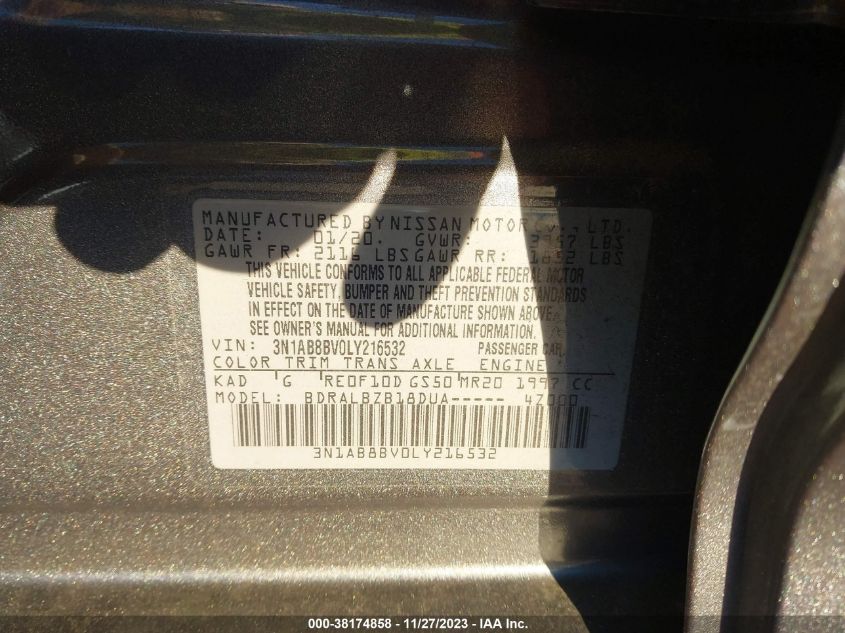 MANUFACTURED BY NISSAN MOTOR CO., LTD.
DATE: 01/20. GVWR: 3767 LBS
GAWR FR: 2116 LBS GAWR RR: 1652 LBS
THIS VEHICLE CONFORMS TO ALL APPLICABLE FEDERAL MOTOR
VEHICLE SAFETY, BUMPER AND THEFT PREVENTION STANDARDS
IN EFFECT ON THE DATE OF MANUFACTURE SHOWN ABOVE.
SEE OWNER'S MANUAL FOR ADDITIONAL INFORMATION.
VIN: 3N1AB8BV0LY216532 PASSENGER CAR
COLOR TRIM TRANS AXLE ENGINE
KAD G RE0F10D GS50 MR20 1997 CC
MODEL: BDRALBZB18DUA----- 4Z000
3N1AB8BV0LY216532
000-38174858 - 11/27/2023 - IAA Inc.